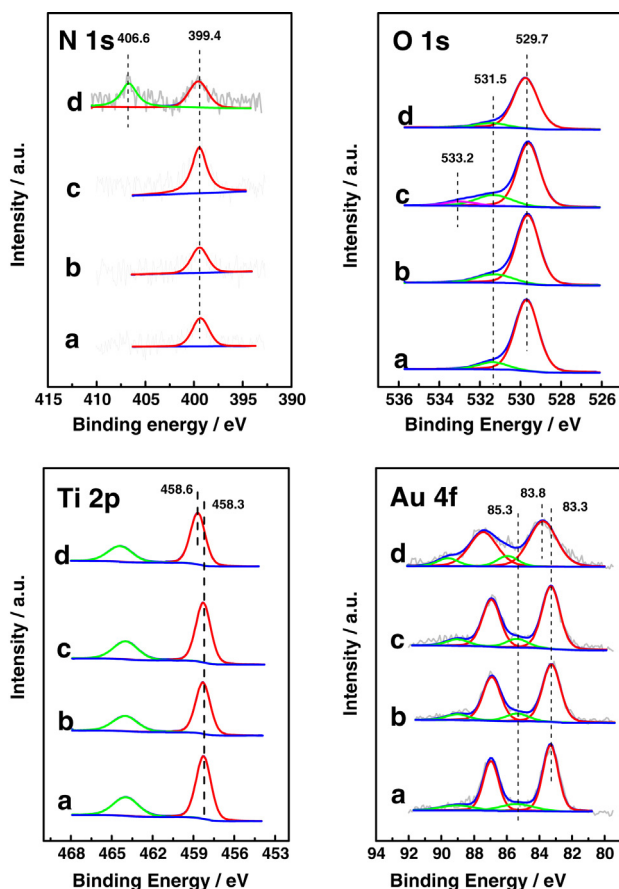 N 1s 406.6 399.4
d
c
b
a
Intensity / a.u.
415 410 405 400 395 390
Binding energy / eV
O 1s 529.7
531.5
533.2
d
c
b
a
Intensity / a.u.
536 534 532 530 528 526
Binding energy / eV
Ti 2p 458.6 458.3
d
c
b
a
Intensity / a.u.
468 465 462 459 456 453
Binding Energy / eV
Au 4f 85.3 83.8 83.3
d
c
b
a
Intensity / a.u.
94 92 90 88 86 84 82 80
Binding Energy / eV